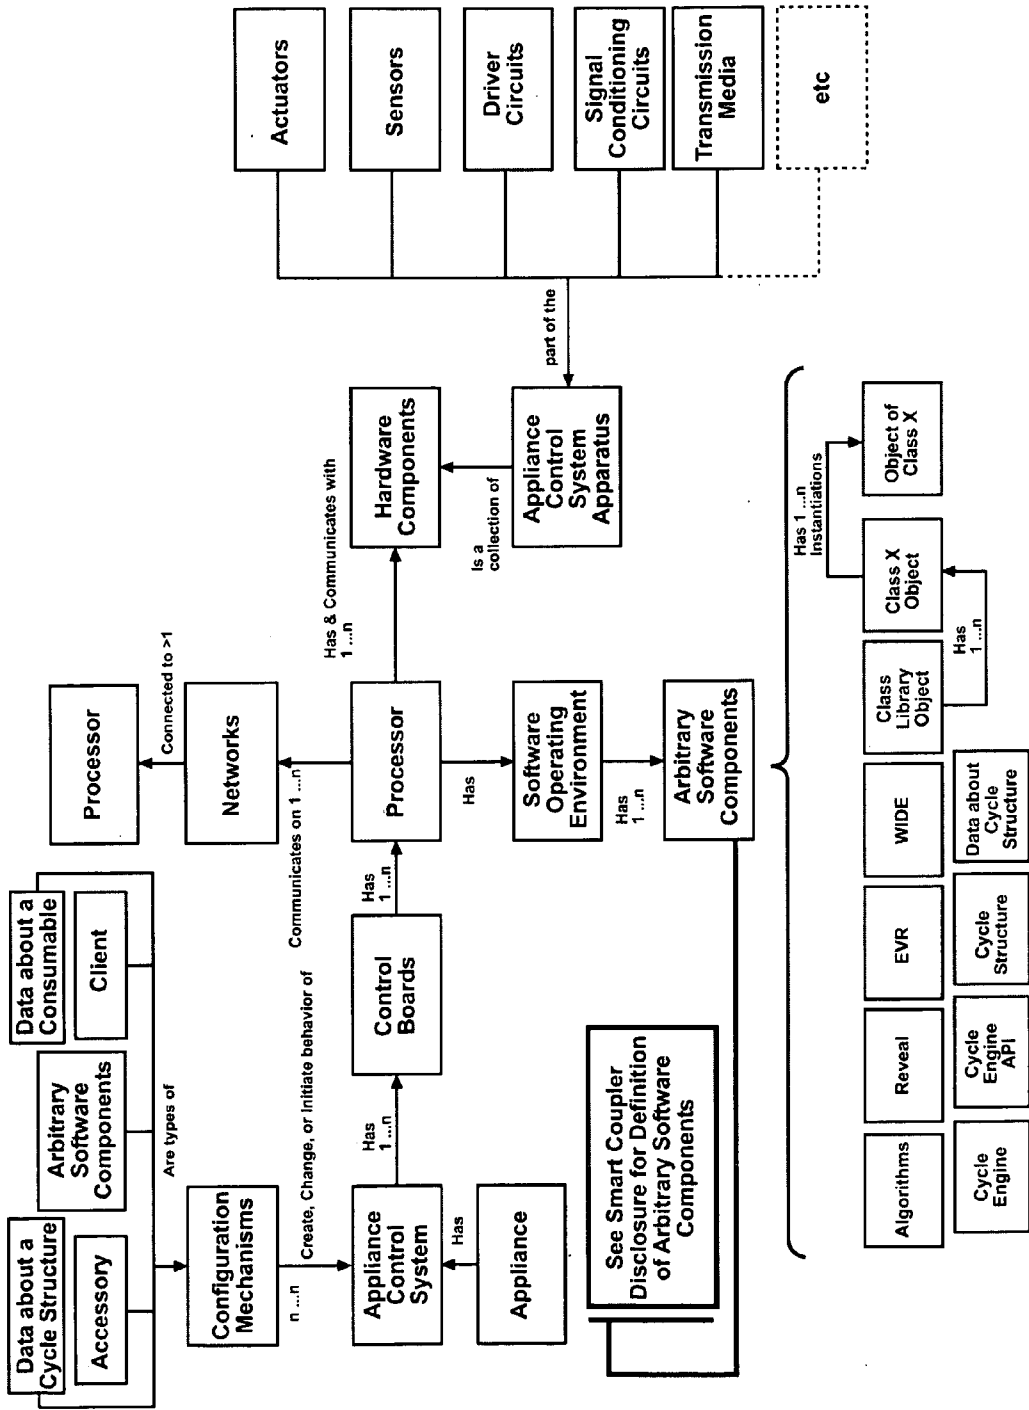 Data about a
Cycle Structure
Accessory
Arbitrary
Software
Components
Data about a
Consumable
Client
Are types of
Configuration
Mechanisms
n ...n
Create, Change, or Initiate behavior of
Appliance
Control
System
Has
Appliance
Has
1 ...n
Control
Boards
Has
1 ...n
Processor
Communicates on 1 ...n
Networks
Connected to >1
Processor
Has
Software
Operating
Environment
Has
1 ...n
Arbitrary
Software
Components
Has & Communicates with
1 ...n
Hardware
Components
Is a
collection of
Appliance
Control
System
Apparatus
part of the
Actuators
Sensors
Driver
Circuits
Signal
Conditioning
Circuits
Transmission
Media
etc
See Smart Coupler
Disclosure for Definition
of Arbitrary Software
Components
Algorithms
Reveal
EVR
WIDE
Class
Library
Object
Class X
Object
Object of
Class X
Has 1 ...n
Instantiations
Has
1 ...n
Cycle
Engine
Cycle
Engine
API
Cycle
Structure
Data about
Cycle
Structure